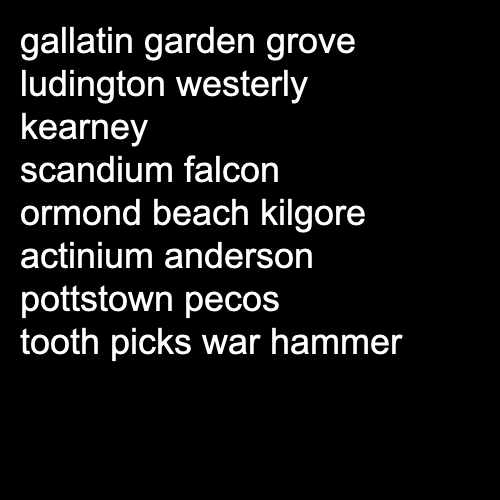 gallatin garden grove
ludington westerly
kearney
scandium falcon
ormond beach kilgore
actinium anderson
pottstown pecos
tooth picks war hammer